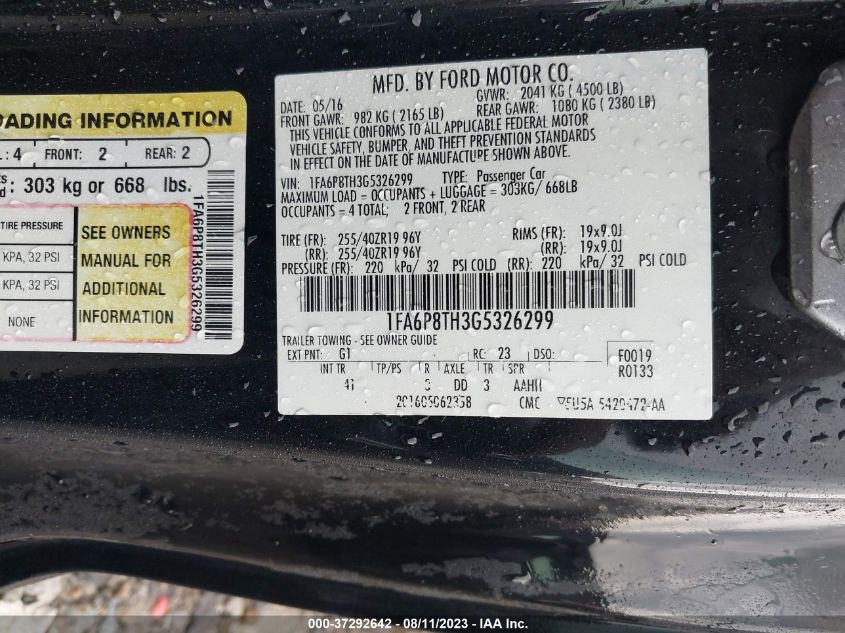 OADING INFORMATION
: 4 FRONT: 2 REAR: 2
: 303 kg or 668 lbs.
TIRE PRESSURE
KPA, 32 PSI
KPA, 32 PSI
NONE
SEE OWNERS
MANUAL FOR
ADDITIONAL
INFORMATION
1FA6P8TH3G5326299
MFD. BY FORD MOTOR CO.
DATE: 05/16 GVWR: 2041 KG ( 4500 LB)
FRONT GAWR: 982 KG ( 2165 LB) REAR GAWR: 1080 KG ( 2380 LB)
THIS VEHICLE CONFORMS TO ALL APPLICABLE FEDERAL MOTOR
VEHICLE SAFETY, BUMPER, AND THEFT PREVENTION STANDARDS
IN EFFECT ON THE DATE OF MANUFACTURE SHOWN ABOVE.
VIN: 1FA6P8TH3G5326299 TYPE: Passenger Car
MAXIMUM LOAD = OCCUPANTS + LUGGAGE = 303KG/ 668LB
OCCUPANTS = 4 TOTAL; 2 FRONT, 2 REAR
TIRE (FR): 255/40ZR19 96Y RIMS (FR): 19x9.0J
(RR): 255/40ZR19 96Y (RR): 19x9.0J
PRESSURE (FR): 220 kPa/ 32 PSI COLD (RR): 220 kPa/ 32 PSI COLD
1FA6P8TH3G5326299
TRAILER TOWING - SEE OWNER GUIDE
EXT PNT: G1 RC: 23 DSO: F0019
R0133
INT TR TP/PS R AXLE TR SPR
DD 3
CMC
000-37292642 - 08/11/2023 - IAA Inc.